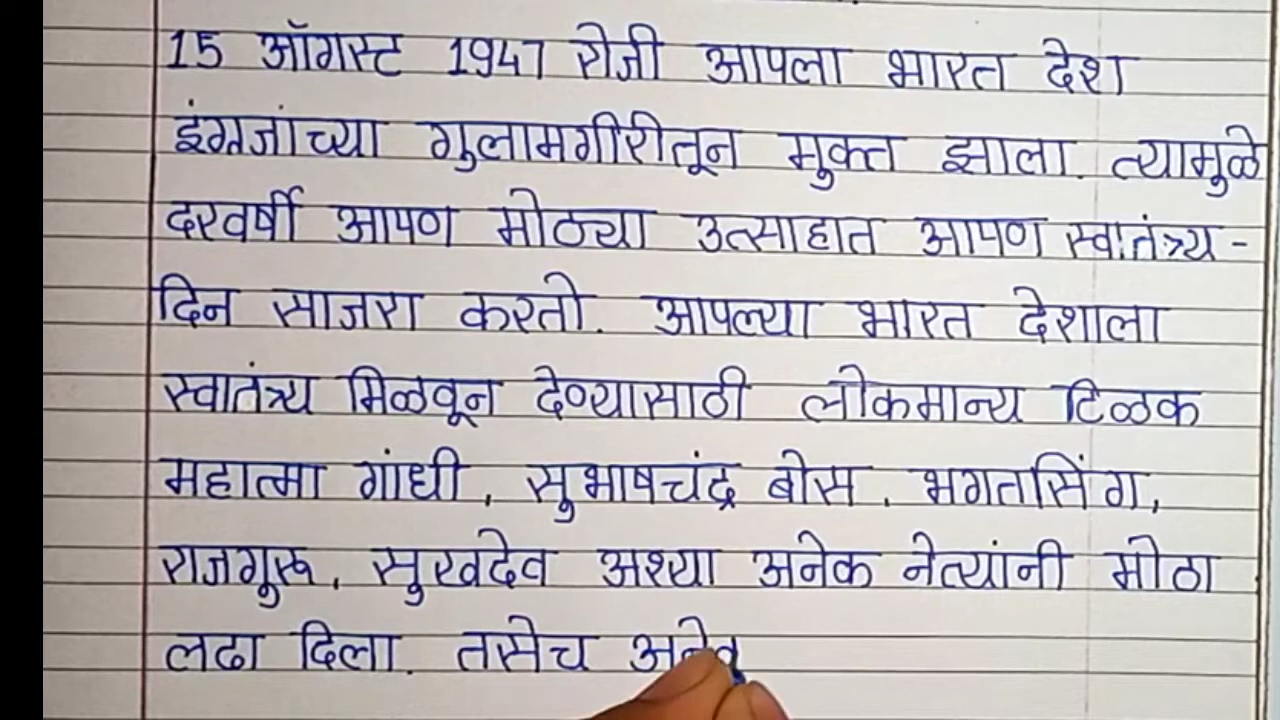 15 ऑगस्ट 1947 रोजी आपला भारत देश
इंग्रजांच्या गुलामगीरीतून मुक्त झाला. त्यामुळे
दरवर्षी आपण मोठ्या उत्साहात आपण स्वातंत्र्य -
दिन साजरा करतो. आपल्या भारत देशाला
स्वातंत्र्य मिळवून देण्यासाठी लोकमान्य टिळक
महात्मा गांधी, सुभाषचंद्र बोस, भगतसिंग,
राजगुरू, सुखदेव अश्या अनेक नेत्यांनी मोठा
लढा दिला. तसेच